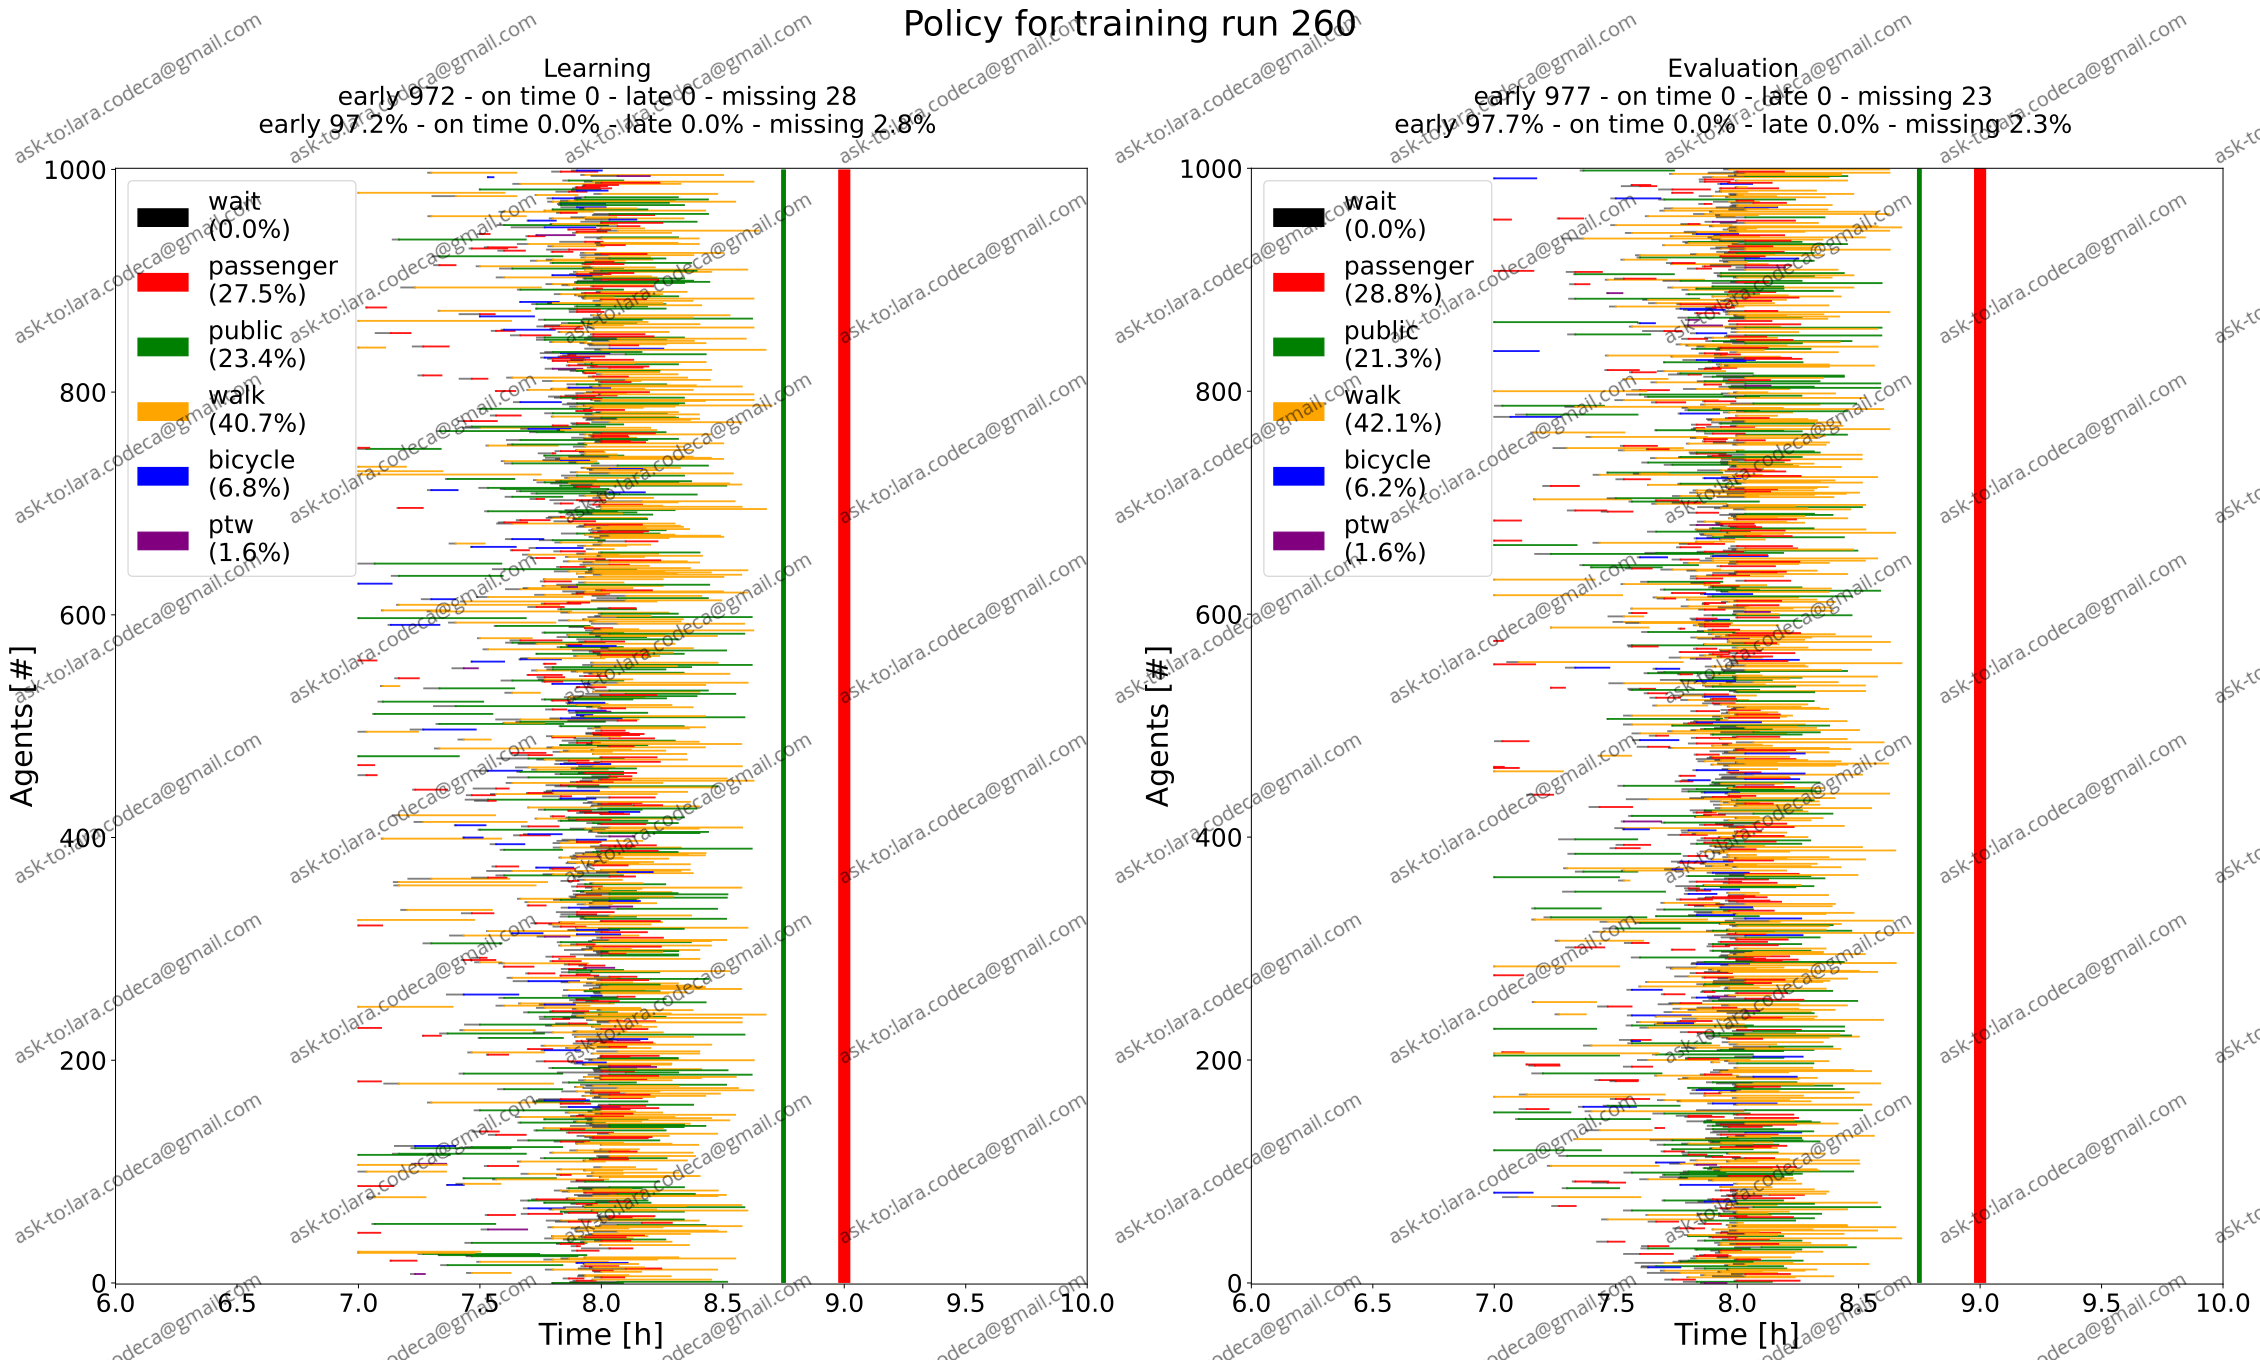 Policy for training run 260
Learning
early 972 - on time 0 - late 0 - missing 28
early 97.2% - on time 0.0% - late 0.0% - missing 2.8%
1000
800
600
400
200
0
Agents [#]
wait
(0.0%)
passenger
(27.5%)
public
(23.4%)
walk
(40.7%)
bicycle
(6.8%)
ptw
(1.6%)
6.0 6.5 7.0 7.5 8.0 8.5 9.0 9.5 10.0
Time [h]
Evaluation
early 977 - on time 0 - late 0 - missing 23
early 97.7% - on time 0.0% - late 0.0% - missing 2.3%
1000
800
600
400
200
0
Agents [#]
wait
(0.0%)
passenger
(28.8%)
public
(21.3%)
walk
(42.1%)
bicycle
(6.2%)
ptw
(1.6%)
6.0 6.5 7.0 7.5 8.0 8.5 9.0 9.5 10.0
Time [h]
ask-to:lara.codeca@gmail.com